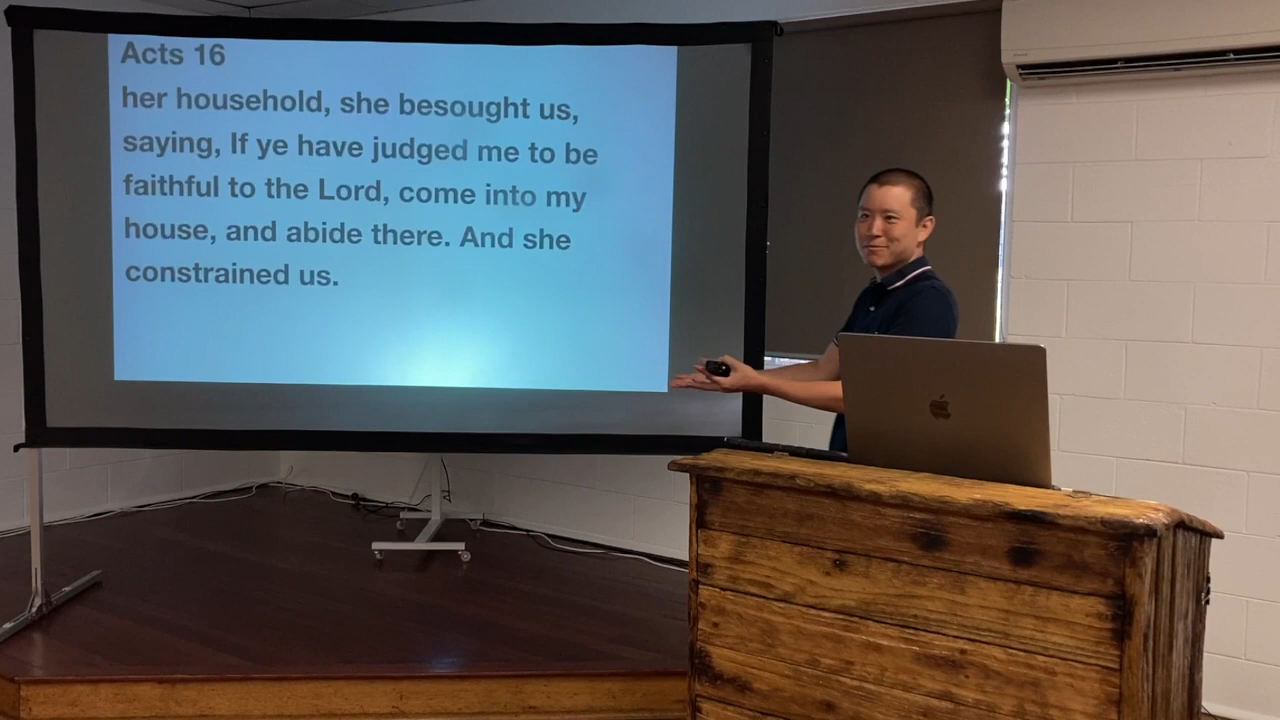 Acts 16
her household, she besought us,
saying, If ye have judged me to be
faithful to the Lord, come into my
house, and abide there. And she
constrained us.